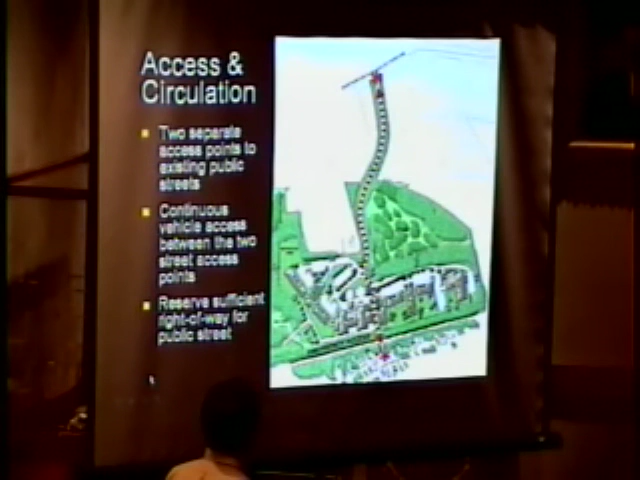 Access &
Circulation
Two separate
access points to
existing public
streets
Continuous
vehicle access
between the two
street access
points
Reserve sufficient
right-of-way for
public street